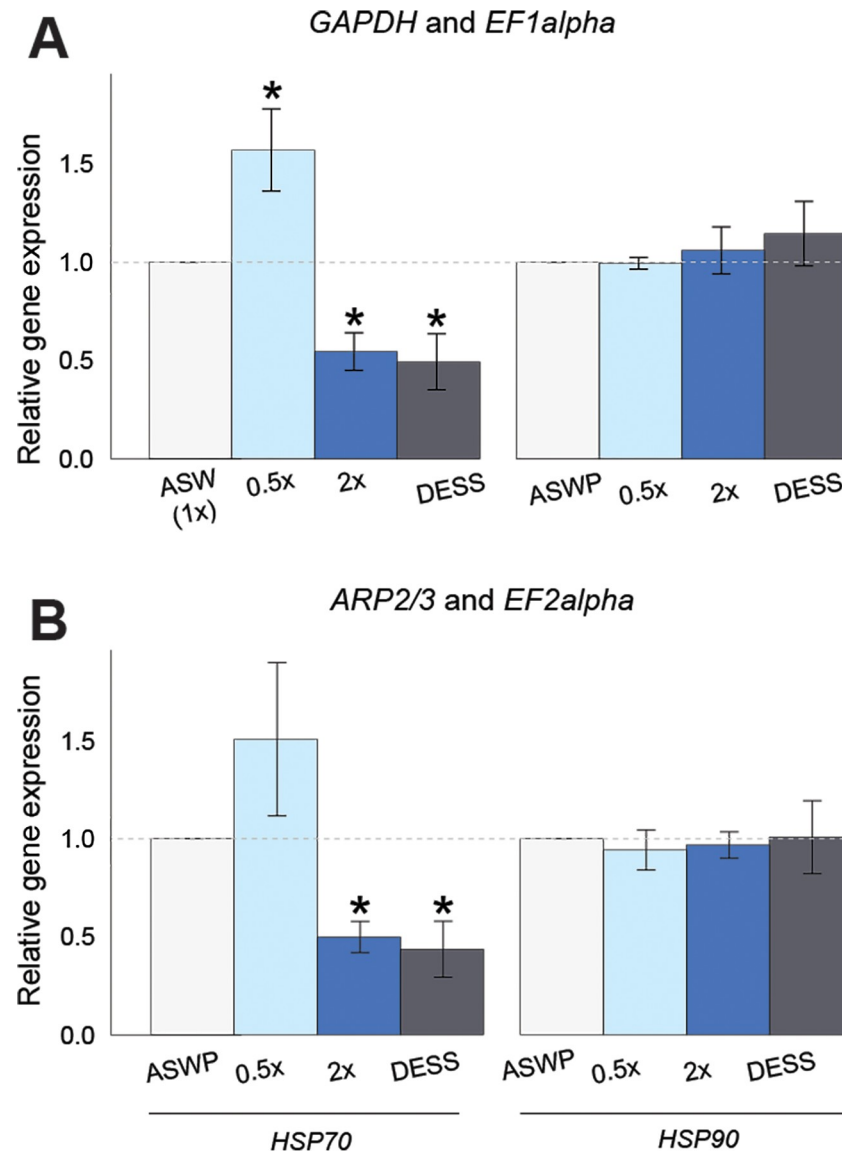 A
GAPDH and EF1alpha
Relative gene expression
1.5
1.0
0.5
0.0
*
*
*
ASW
(1x)
0.5x
2x
DESS
ASWP
0.5x
2x
DESS
B
ARP2/3 and EF2alpha
Relative gene expression
1.5
1.0
0.5
0.0
*
*
ASWP
0.5x
2x
DESS
ASWP
0.5x
2x
DESS
HSP70
HSP90